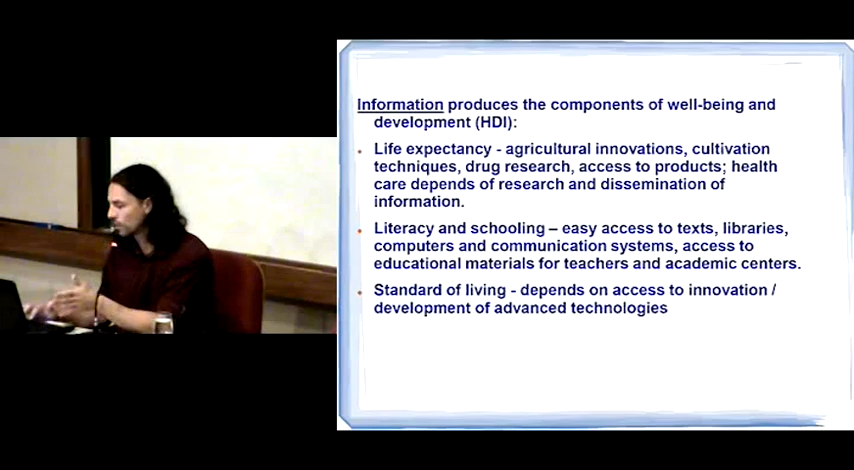 Information produces the components of well-being and
development (HDI):
• Life expectancy - agricultural innovations, cultivation
techniques, drug research, access to products; health
care depends of research and dissemination of
information.
• Literacy and schooling – easy access to texts, libraries,
computers and communication systems, access to
educational materials for teachers and academic centers.
• Standard of living - depends on access to innovation /
development of advanced technologies